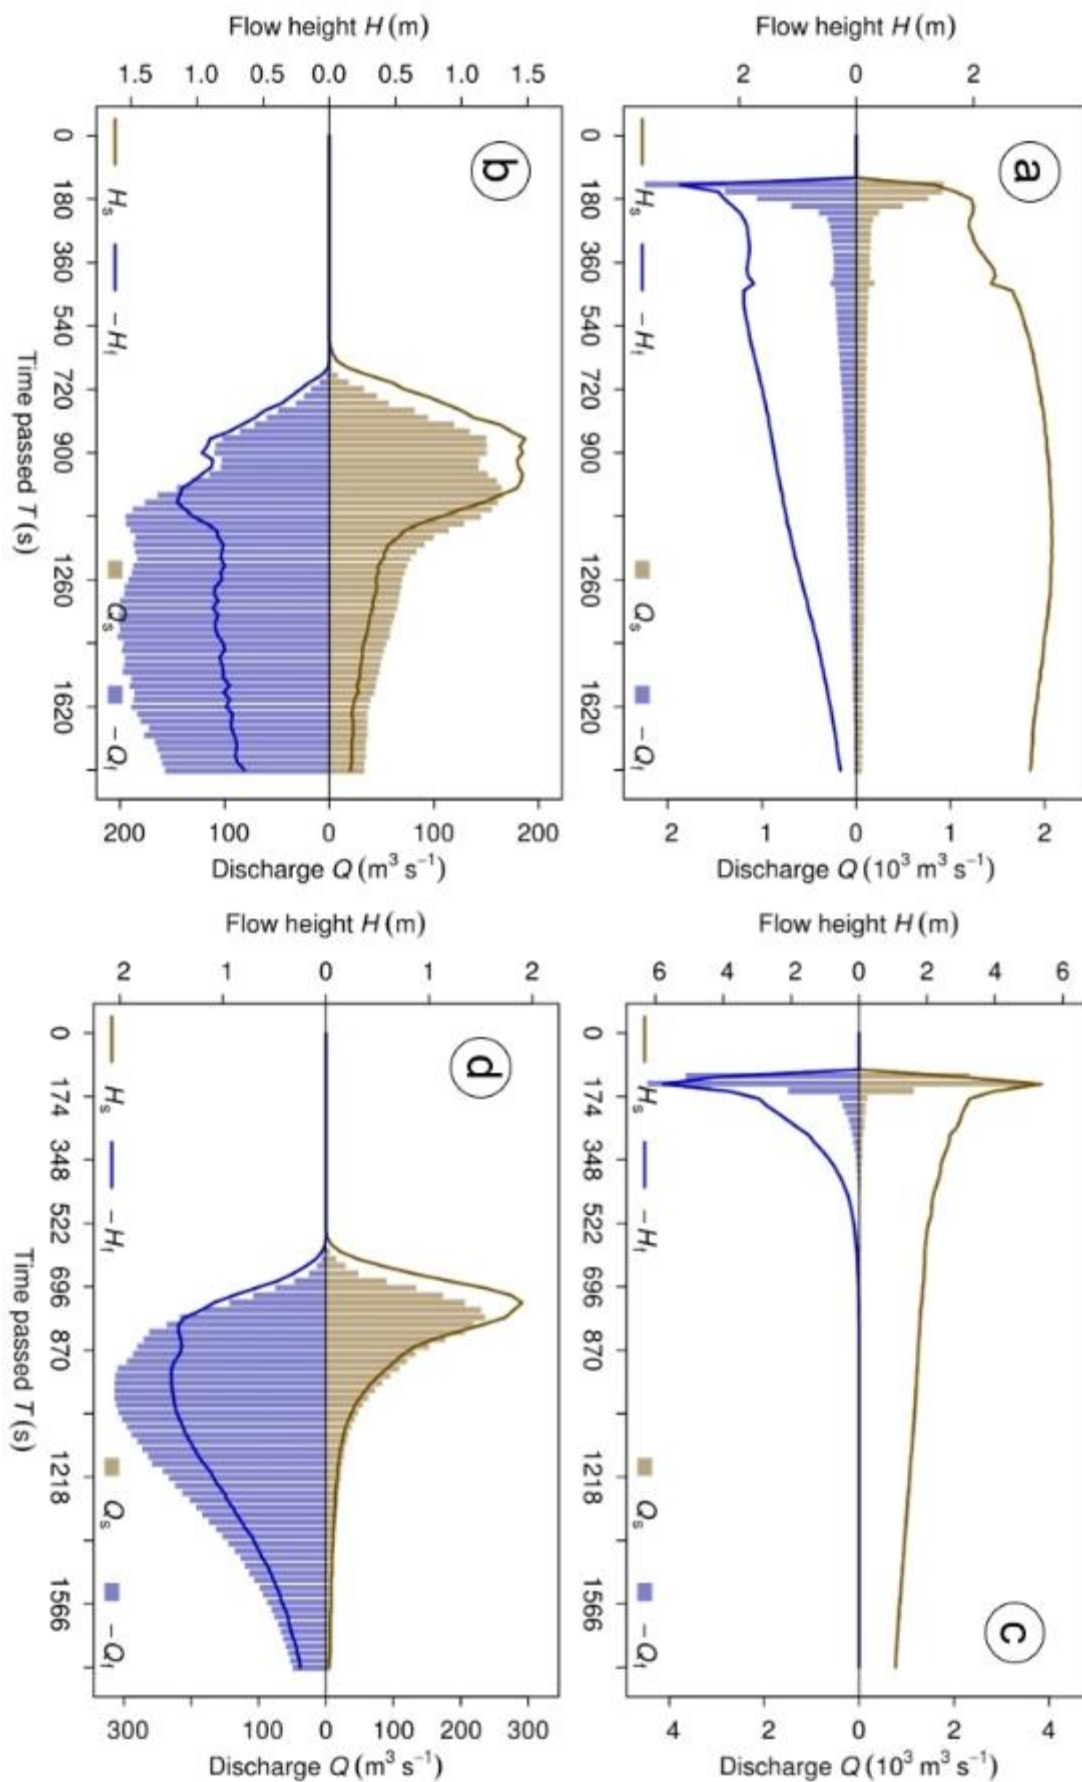 a
Flow height H (m)
2 0 2
0 180 360 540 720 900 1260 1620
2 1 0 1 2
Discharge Q (10³ m³ s⁻¹)
Hs −Hf Qs −Qf
c
Flow height H (m)
6 4 2 0 2 4 6
0 174 348 522 696 870 1218 1566
4 2 0 2 4
Discharge Q (10³ m³ s⁻¹)
Hs −Hf Qs −Qf
b
Flow height H (m)
1.5 1.0 0.5 0.0 0.5 1.0 1.5
0 180 360 540 720 900 1260 1620
Time passed T (s)
200 100 0 100 200
Discharge Q (m³ s⁻¹)
Hs −Hf Qs −Qf
d
Flow height H (m)
2 1 0 1 2
0 174 348 522 696 870 1218 1566
Time passed T (s)
300 100 0 100 200 300
Discharge Q (m³ s⁻¹)
Hs −Hf Qs −Qf